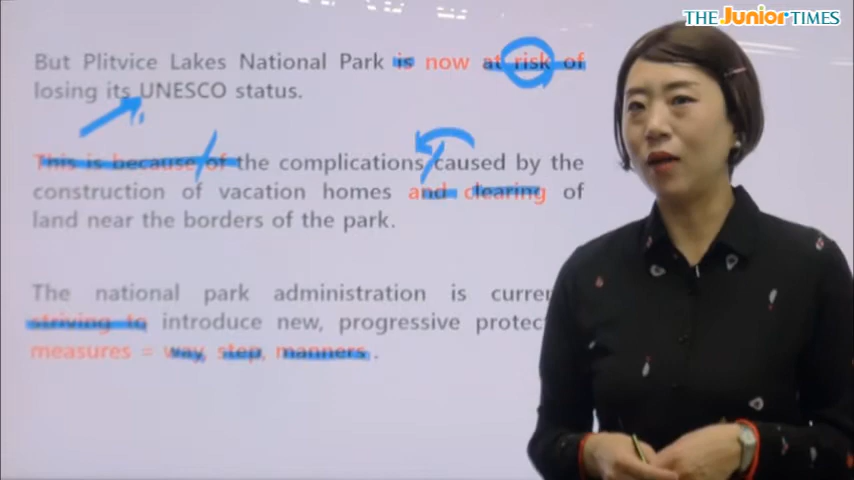 THE Junior TIMES
But Plitvice Lakes National Park is now at risk of
losing its UNESCO status.
This is because of the complications caused by the
construction of vacation homes and clearing of
land near the borders of the park.
The national park administration is
striving to introduce new, progressive
measures = way, step, manners .